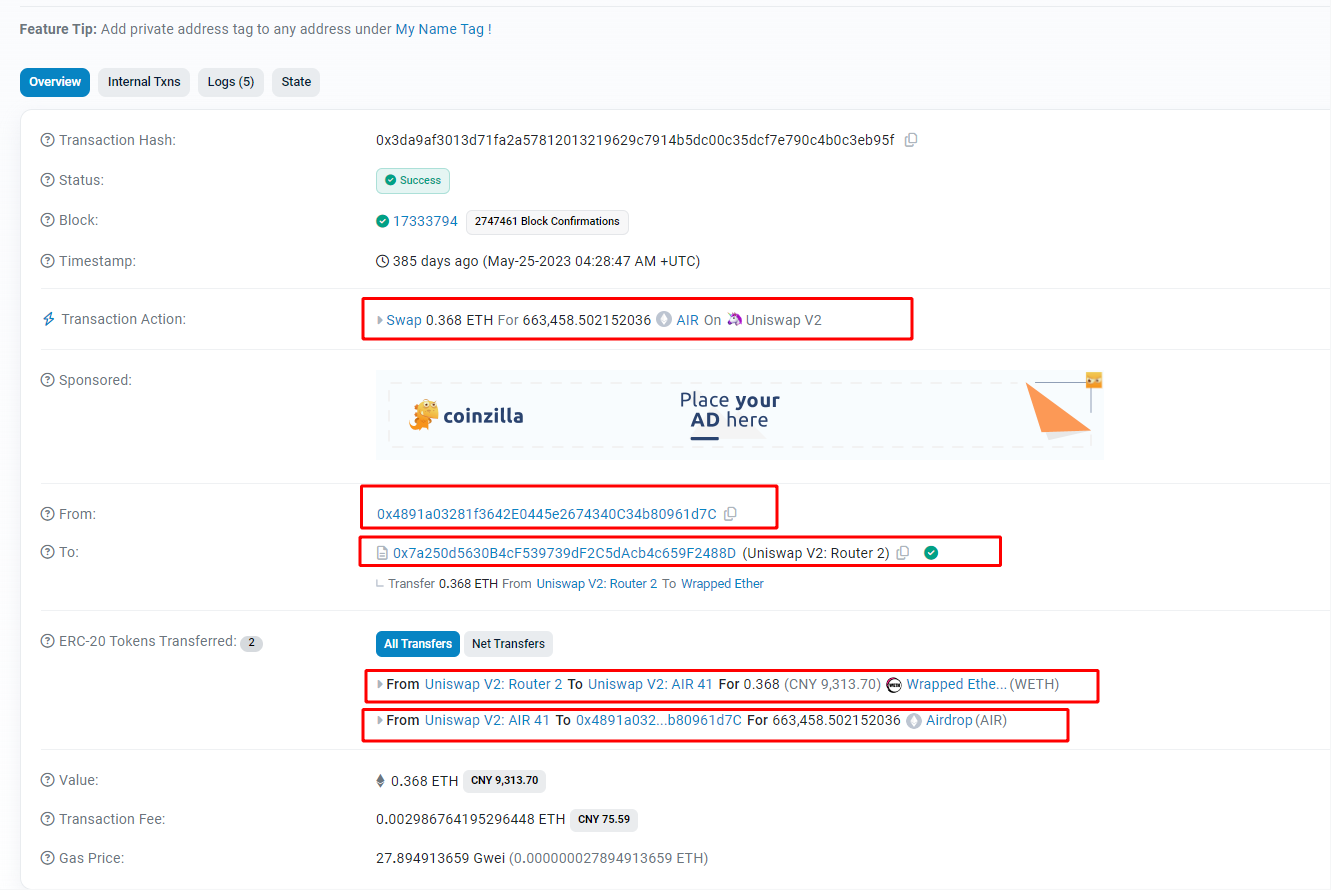 Feature Tip: Add private address tag to any address under My Name Tag !
Overview Internal Txns Logs (5) State
Transaction Hash: 0x3da9af3013d71fa2a57812013219629c7914b5dc00c35dcf7e790c4b0c3eb95f
Status: Success
Block: 17333794 2747461 Block Confirmations
Timestamp: 385 days ago (May-25-2023 04:28:47 AM +UTC)
Transaction Action: Swap 0.368 ETH For 663,458.502152036 AIR On Uniswap V2
Sponsored:
coinzilla
Place your
AD here
From: 0x4891a03281f3642E0445e2674340C34b80961d7C
To: 0x7a250d5630B4cF539739dF2C5dAcb4c659F2488D (Uniswap V2: Router 2)
Transfer 0.368 ETH From Uniswap V2: Router 2 To Wrapped Ether
ERC-20 Tokens Transferred: 2 All Transfers Net Transfers
From Uniswap V2: Router 2 To Uniswap V2: AIR 41 For 0.368 (CNY 9,313.70) WETH Wrapped Ethe... (WETH)
From Uniswap V2: AIR 41 To 0x4891a032...b80961d7C For 663,458.502152036 Airdrop (AIR)
Value: 0.368 ETH CNY 9,313.70
Transaction Fee: 0.002986764195296448 ETH CNY 75.59
Gas Price: 27.894913659 Gwei (0.000000027894913659 ETH)